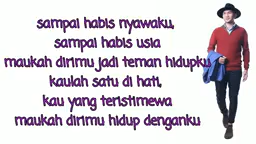 sampai habis nyawaku,
sampai habis usia
maukah dirimu jadi teman hidupku
kaulah satu di hati,
kau yang teristimewa
maukah dirimu hidup denganku